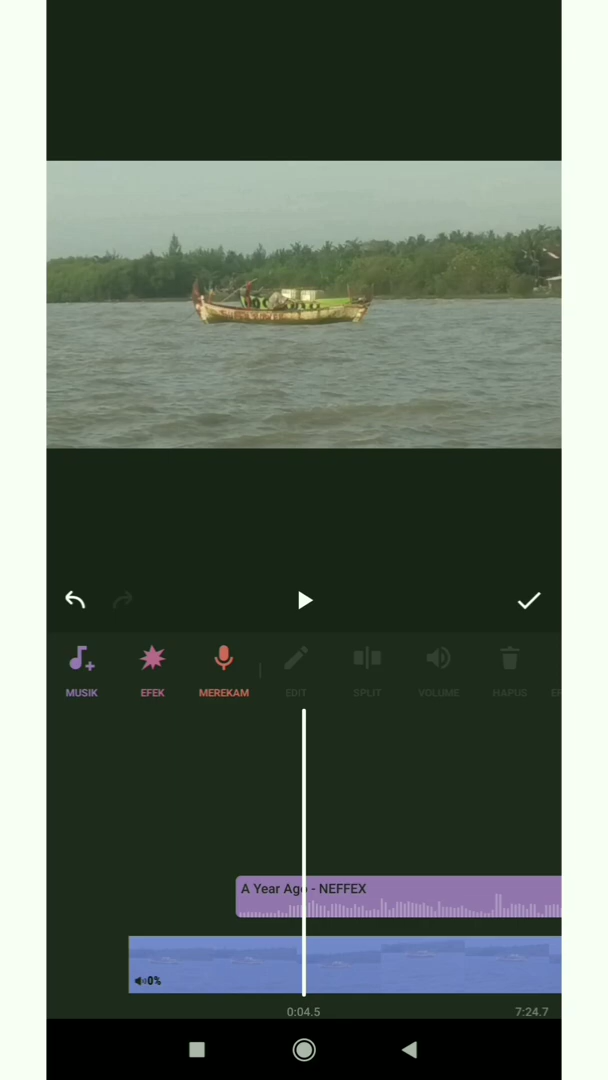 MUSIK EFEK MEREKAM EDIT SPLIT VOLUME HAPUS
A Year Ago - NEFFEX
0%
0:04.5 7:24.7